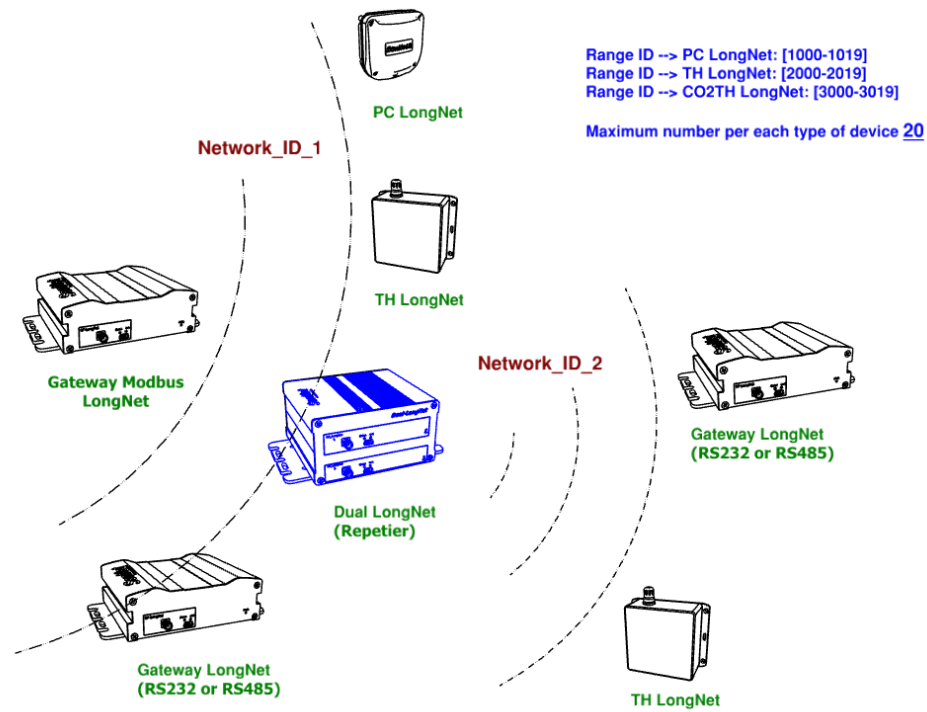 PC LongNet
Range ID --> PC LongNet: [1000-1019]
Range ID --> TH LongNet: [2000-2019]
Range ID --> CO2TH LongNet: [3000-3019]
Maximum number per each type of device 20
Network_ID_1
TH LongNet
Gateway Modbus
LongNet
Network_ID_2
Dual-LongNet
Gateway LongNet
(RS232 or RS485)
Dual LongNet
(Repetier)
Gateway LongNet
(RS232 or RS485)
TH LongNet